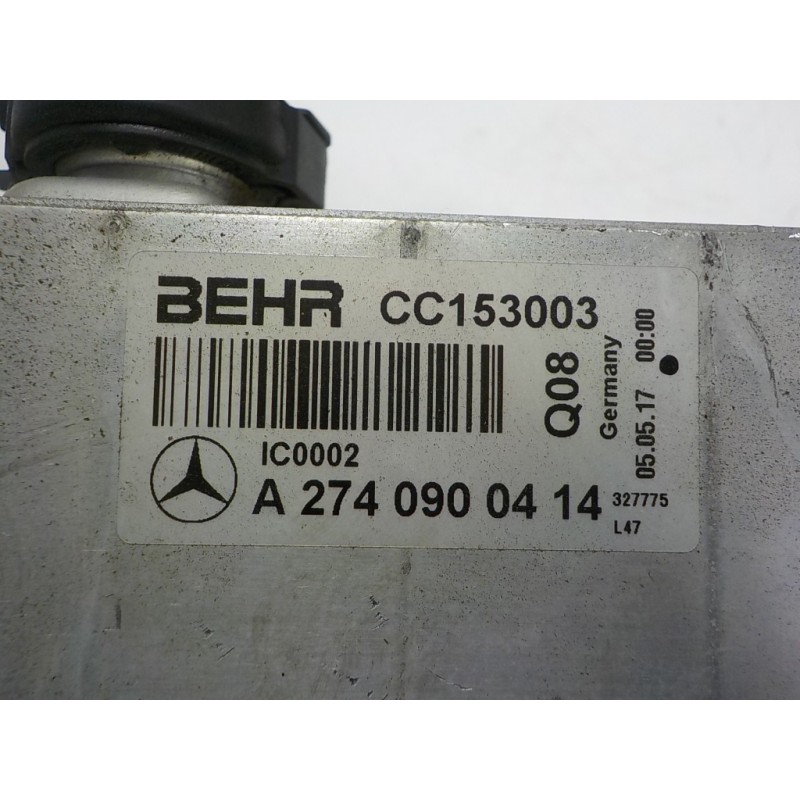 BEHR CC153003
IC0002
A 274 090 04 14
Q08
Germany
05.05.17 00:00
327775
L47